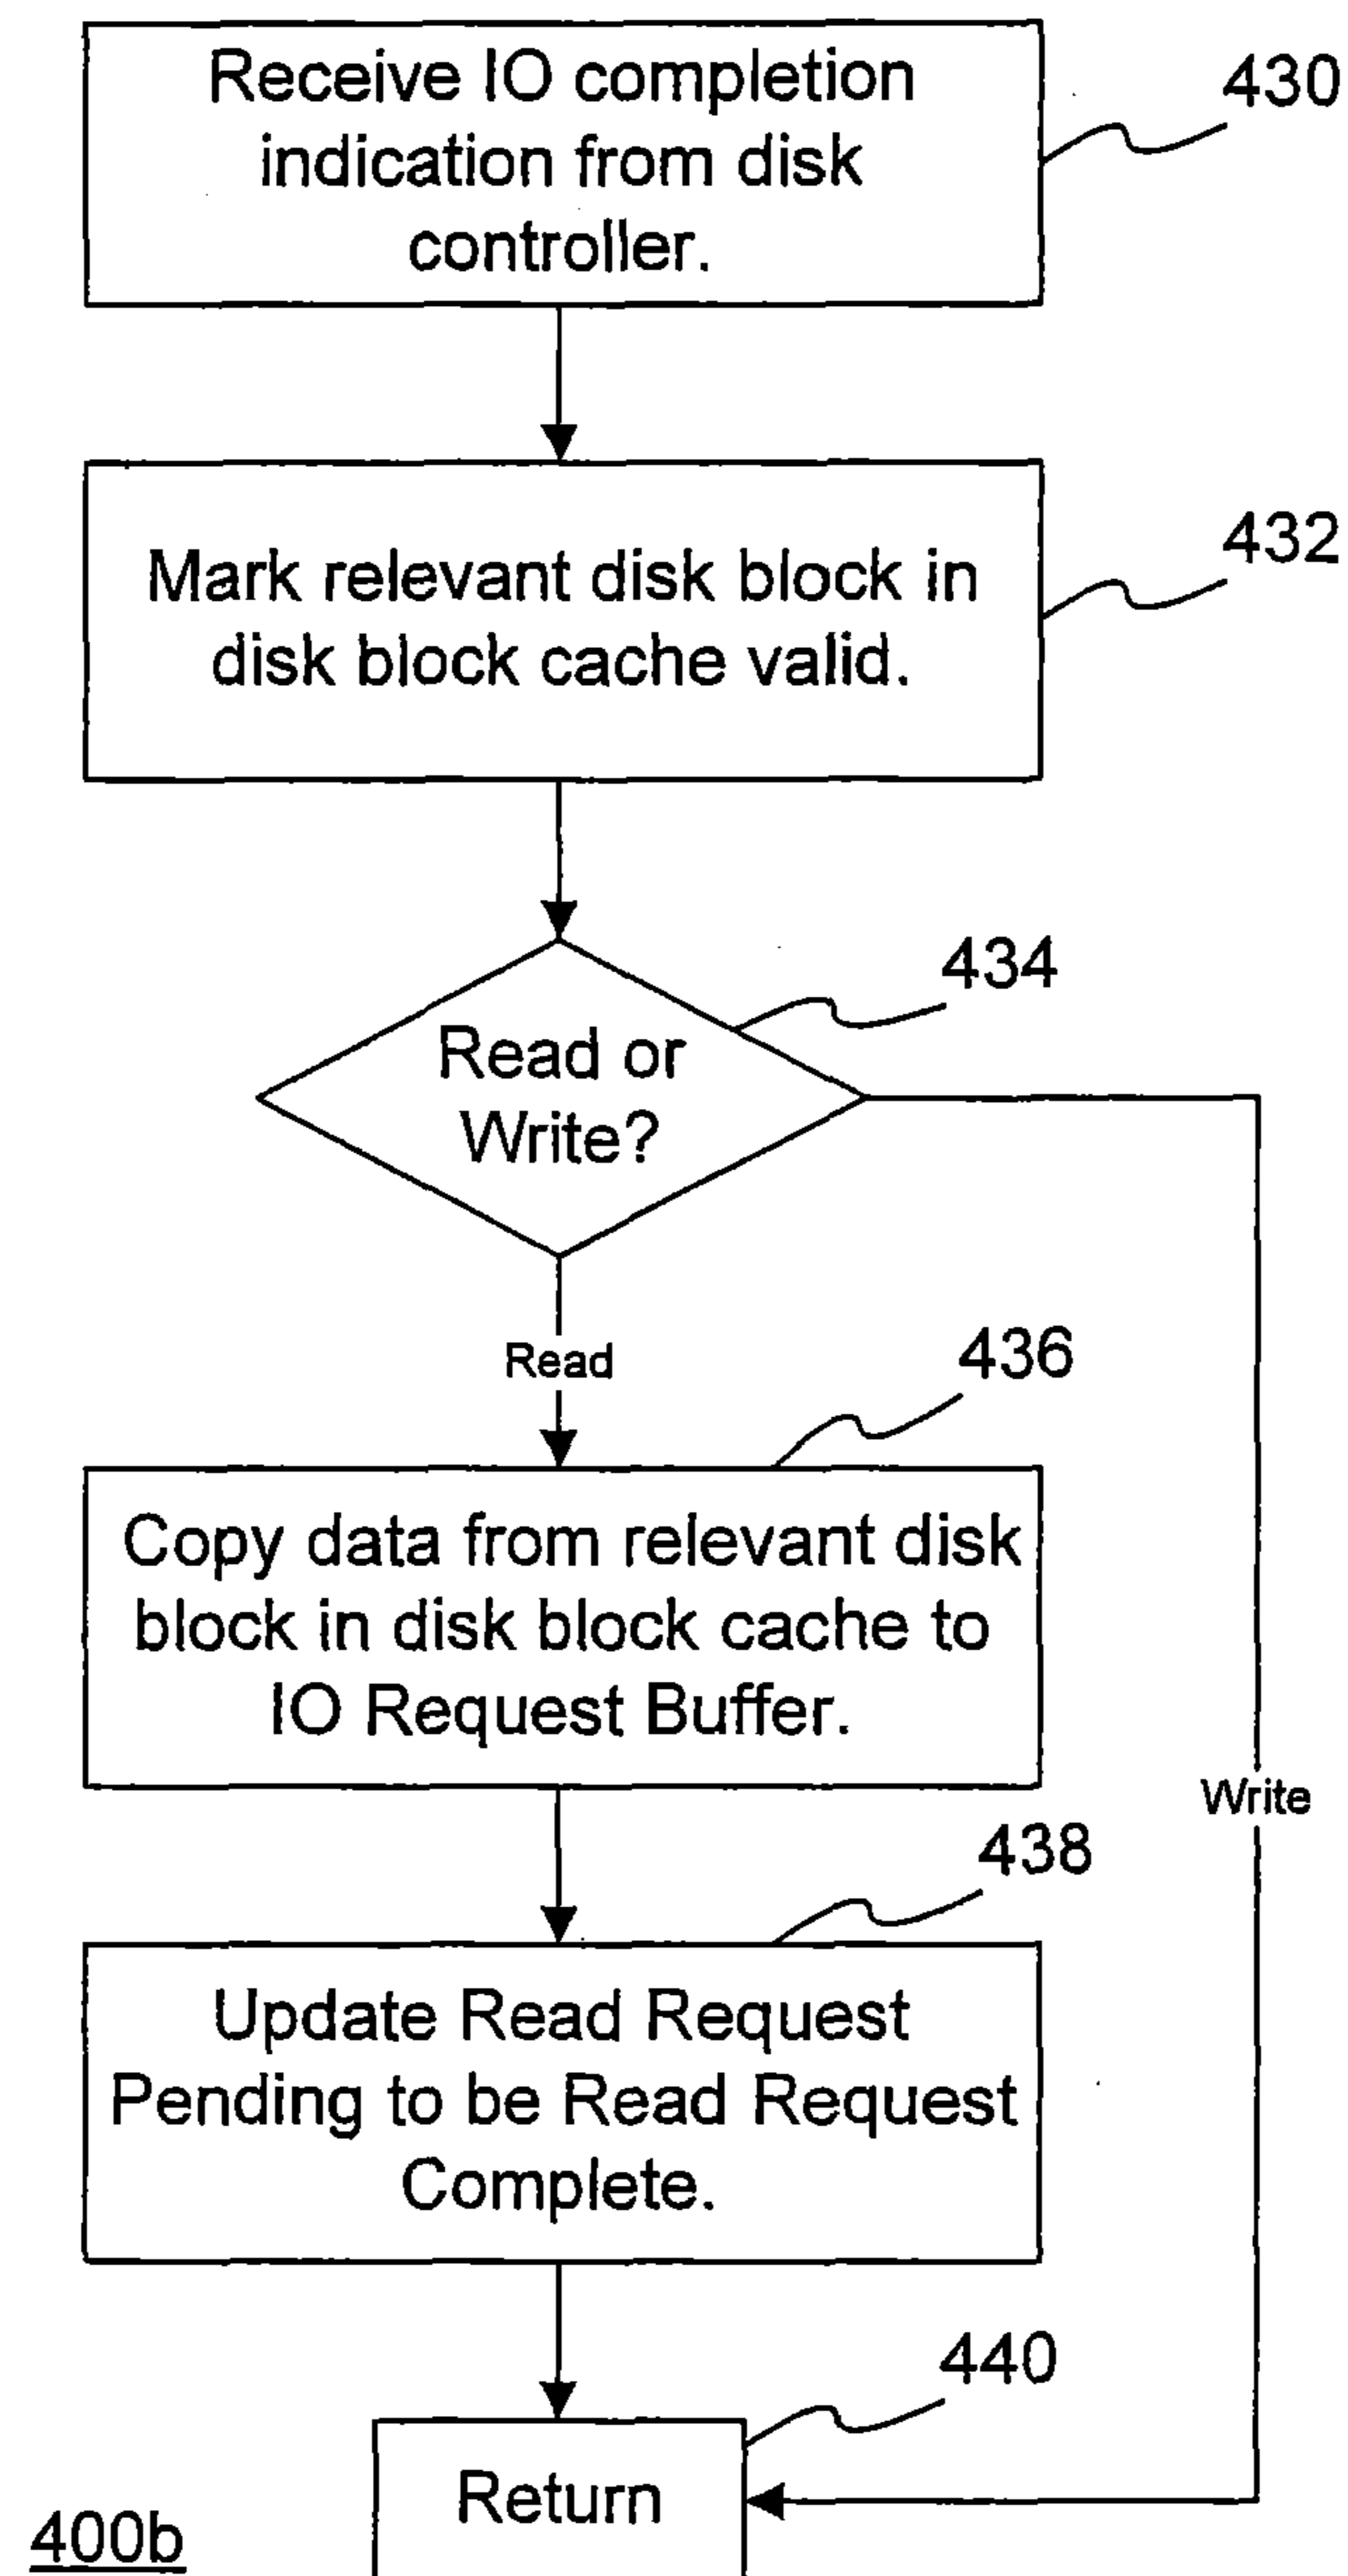 Receive IO completion
indication from disk
controller.
430
Mark relevant disk block in
disk block cache valid.
432
434
Read or
Write?
Read
436
Copy data from relevant disk
block in disk block cache to
IO Request Buffer.
Write
438
Update Read Request
Pending to be Read Request
Complete.
440
Return
400b